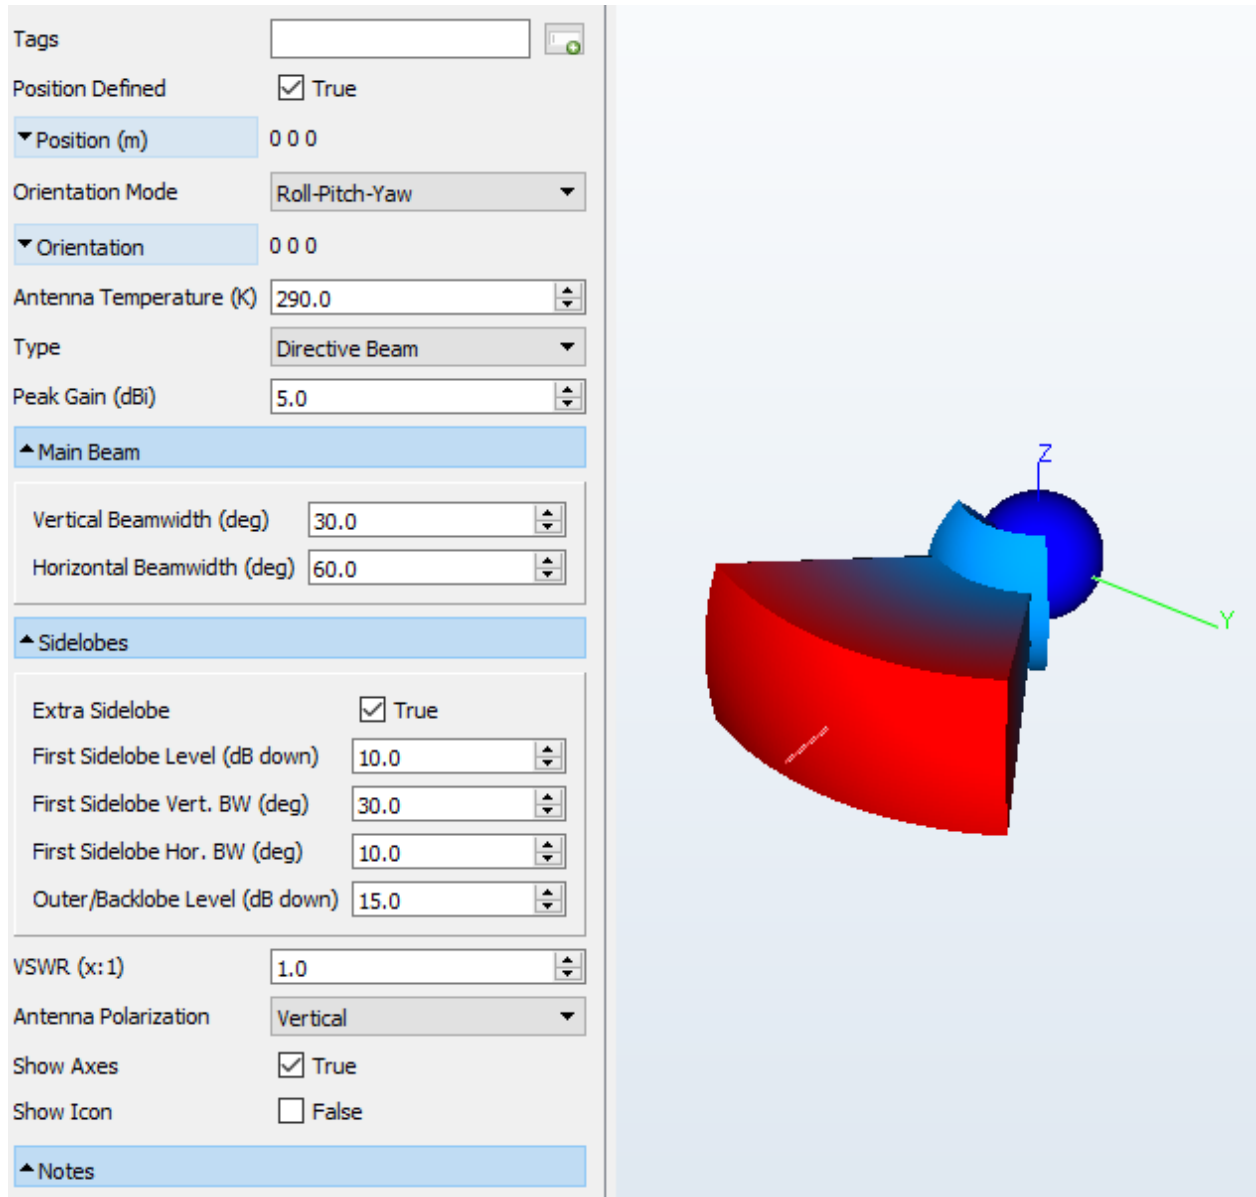 Tags
Position Defined True
Position (m) 0 0 0
Orientation Mode Roll-Pitch-Yaw
Orientation 0 0 0
Antenna Temperature (K) 290.0
Type Directive Beam
Peak Gain (dBi) 5.0
Main Beam
Vertical Beamwidth (deg) 30.0
Horizontal Beamwidth (deg) 60.0
Sidelobes
Extra Sidelobe True
First Sidelobe Level (dB down) 10.0
First Sidelobe Vert. BW (deg) 30.0
First Sidelobe Hor. BW (deg) 10.0
Outer/Backlobe Level (dB down) 15.0
VSWR (x:1) 1.0
Antenna Polarization Vertical
Show Axes True
Show Icon False
Notes
Z
Y